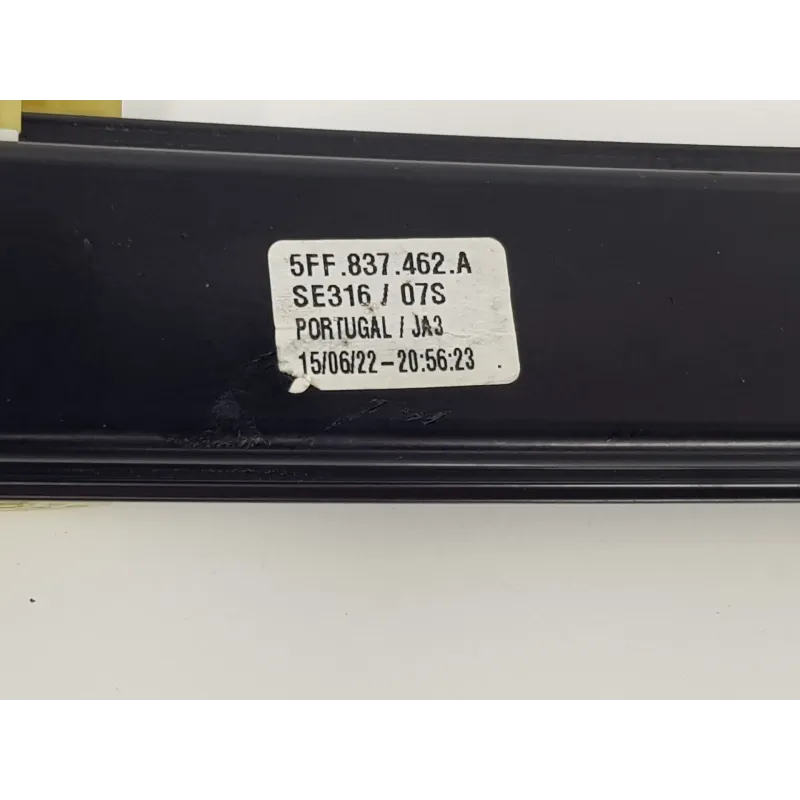 5FF.837.462.A
SE316 / 07S
PORTUGAL / JA3
15/06/22-20:56:23